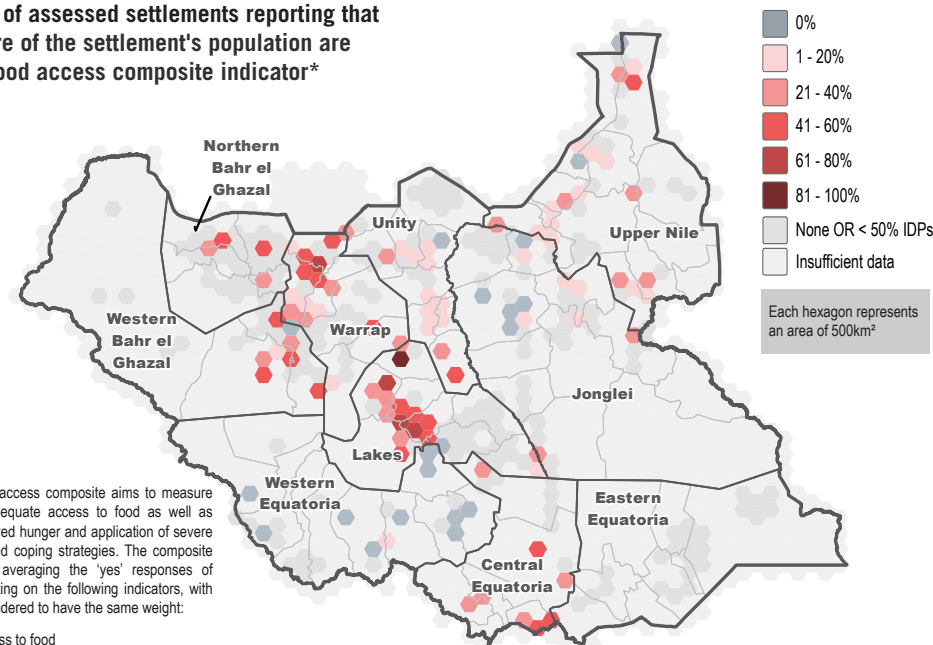 of assessed settlements reporting that
re of the settlement's population are
ood access composite indicator*
0%
1 - 20%
21 - 40%
41 - 60%
61 - 80%
81 - 100%
None OR < 50% IDPs
Insufficient data
Each hexagon represents
an area of 500km²
Northern
Bahr el
Ghazal
Unity
Upper Nile
Western
Bahr el
Ghazal
Warrap
Jonglei
Lakes
Western
Equatoria
Eastern
Equatoria
Central
Equatoria
access composite aims to measure
equate access to food as well as
ed hunger and application of severe
d coping strategies. The composite
averaging the ‘yes’ responses of
ting on the following indicators, with
idered to have the same weight:
ss to food